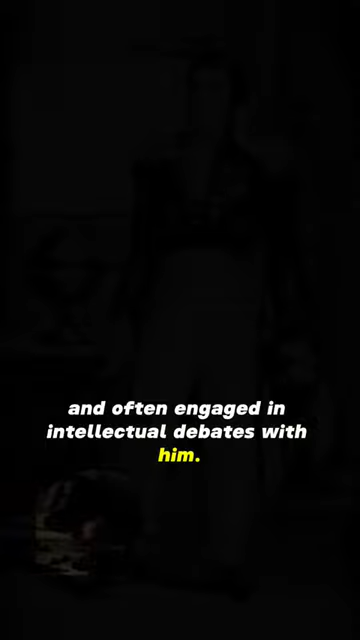 and often engaged in
intellectual debates with
him.